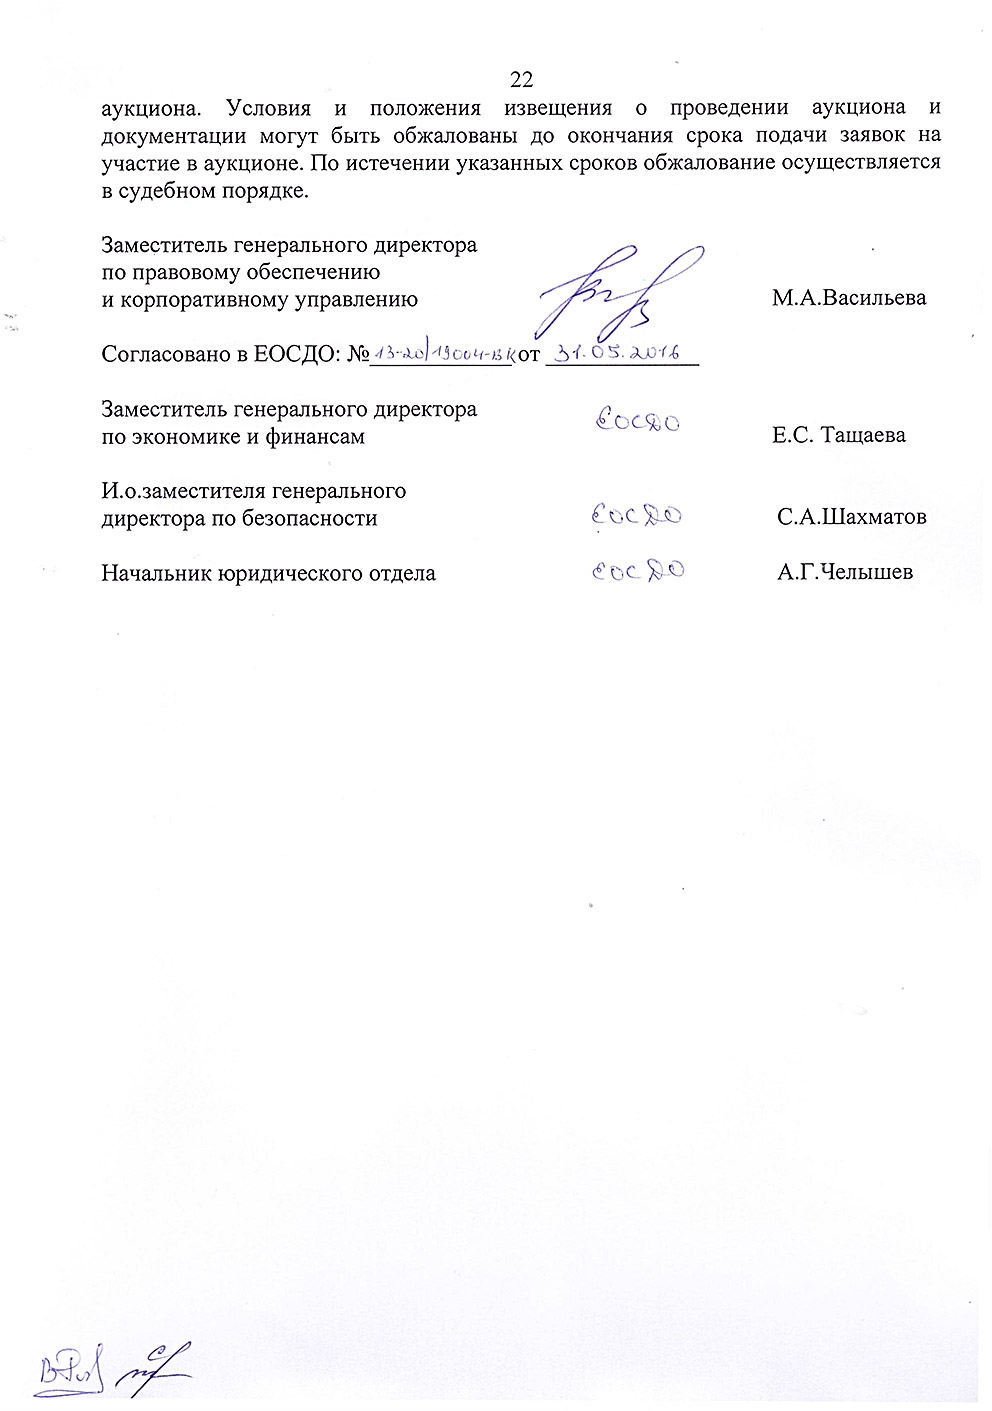 22
аукциона. Условия и положения извещения о проведении аукциона и
документации могут быть обжалованы до окончания срока подачи заявок на
участие в аукционе. По истечении указанных сроков обжалование осуществляется
в судебном порядке.
Заместитель генерального директора
по правовому обеспечению
и корпоративному управлению М.А.Васильева
Согласовано в ЕОСДО: № 13-20/19004-ВК от 31.05.2016
Заместитель генерального директора
по экономике и финансам ЕОСДО Е.С. Тащаева
И.о.заместителя генерального
директора по безопасности ЕОСДО С.А.Шахматов
Начальник юридического отдела ЕОСДО А.Г.Челышев